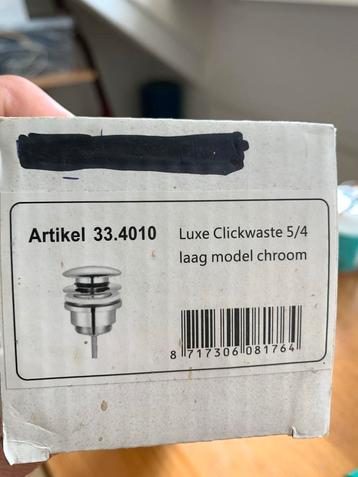 Artikel 33.4010
Luxe Clickwaste 5/4
laag model chroom
8 717306 081764